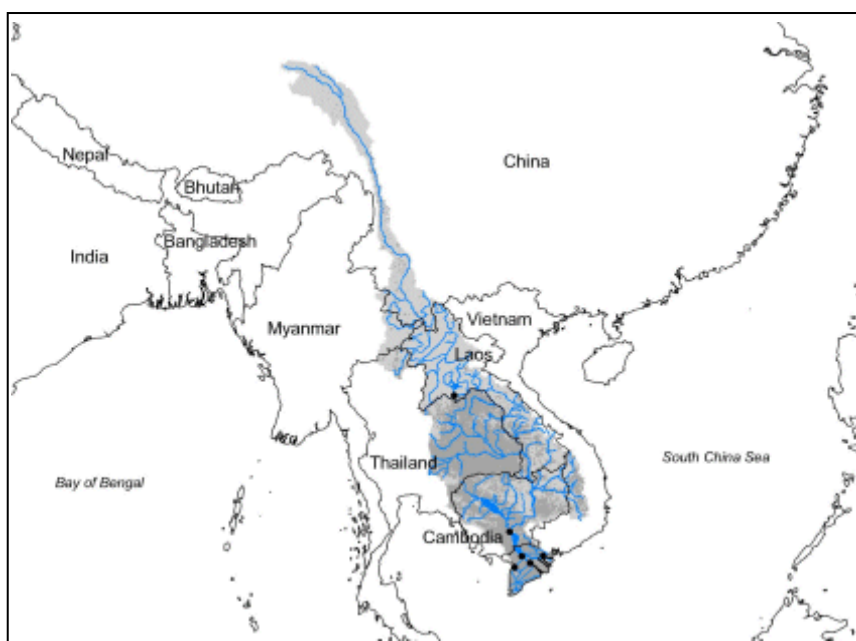 China
Nepal
Bhutan
Bangladesh
India
Vietnam
Myanmar
Laos
South China Sea
Thailand
Bay of Bengal
Cambodia